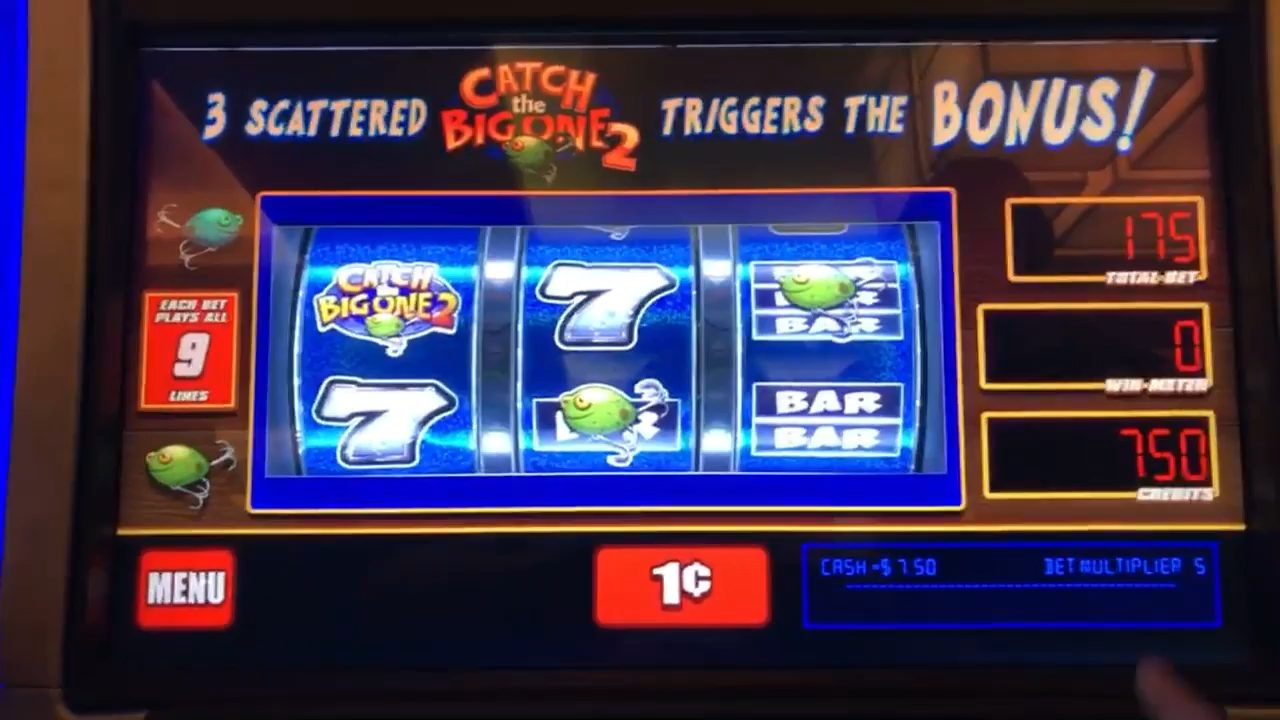 3 SCATTERED CATCH the BIG ONE 2 TRIGGERS THE BONUS!
175
TOTAL BET
EACH BET
PLAYS ALL
9
LINES
CATCH
BIG ONE 2
7
BAR
7
BAR
BAR
0
WIN METER
750
CREDITS
MENU
1¢
CASH =$ 7.50
BET MULTIPLIER 5